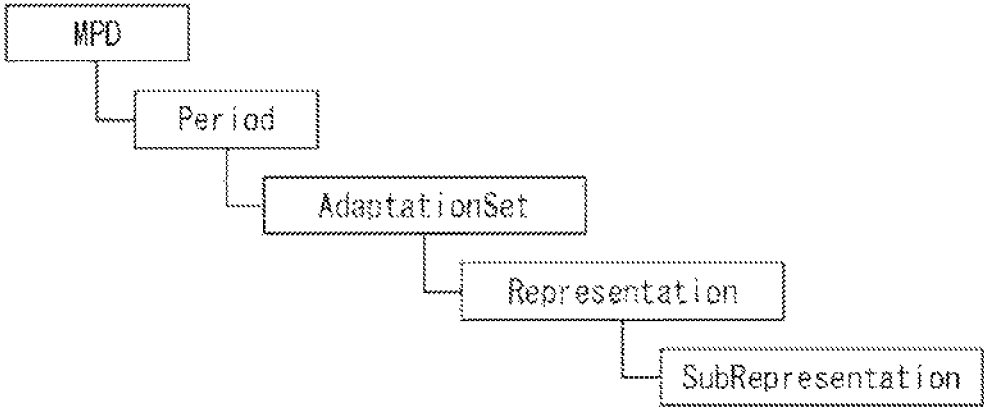 MPD
Period
AdaptationSet
Representation
SubRepresentation